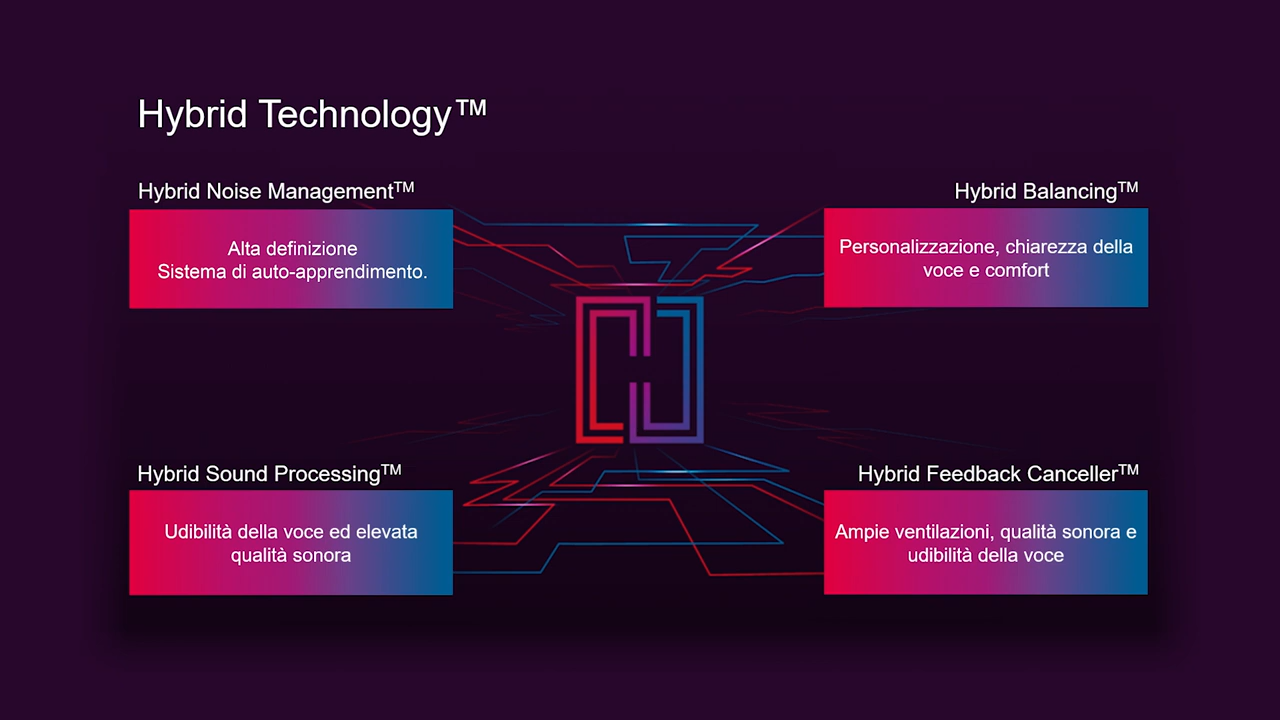 Hybrid Technology™
Hybrid Noise Management™
Alta definizione
Sistema di auto-apprendimento.
Hybrid Balancing™
Personalizzazione, chiarezza della
voce e comfort
Hybrid Sound Processing™
Udibilità della voce ed elevata
qualità sonora
Hybrid Feedback Canceller™
Ampie ventilazioni, qualità sonora e
udibilità della voce